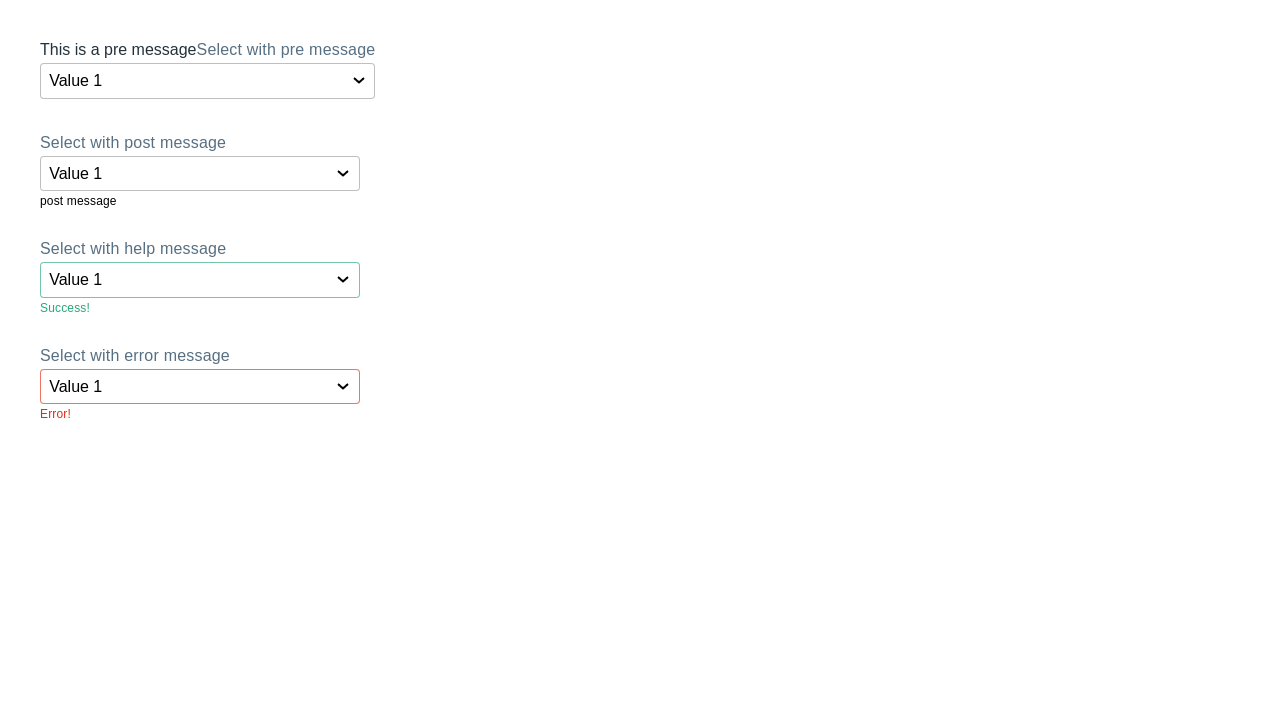 This is a pre messageSelect with pre message
Value 1
Select with post message
Value 1
post message
Select with help message
Value 1
Success!
Select with error message
Value 1
Error!